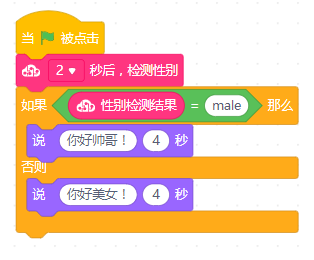 当 被点击
2 秒后，检测性别
如果 性别检测结果 = male 那么
说 你好帅哥！ 4 秒
否则
说 你好美女！ 4 秒